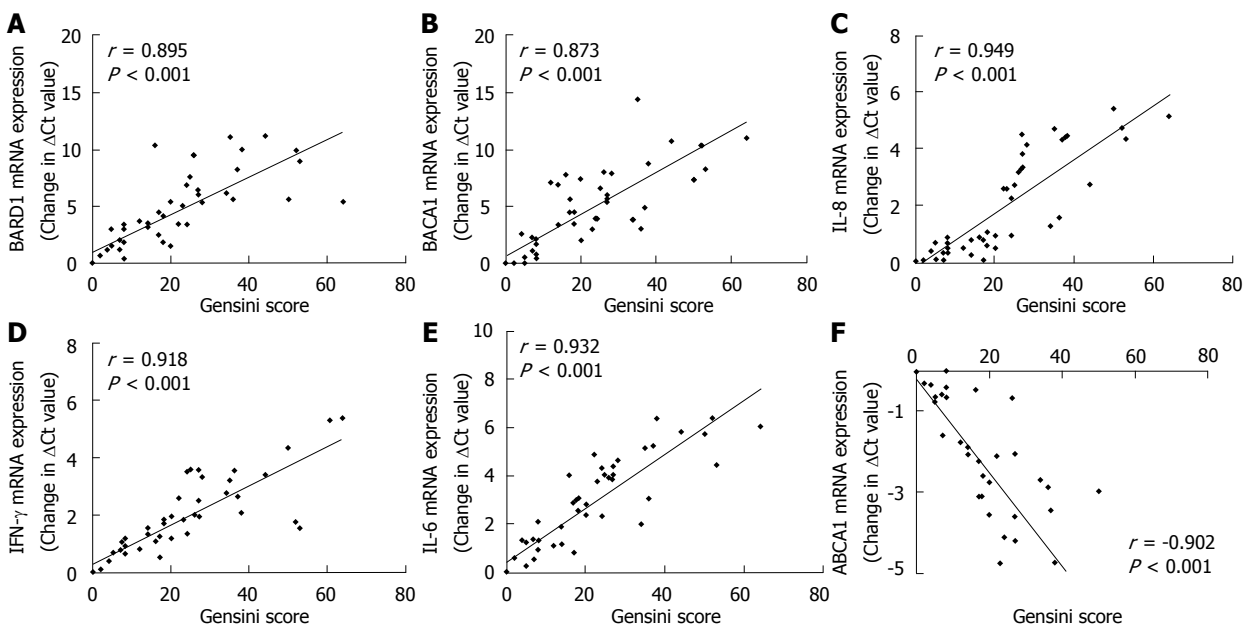 A
BARD1 mRNA expression
(Change in ΔCt value)
20
15
10
5
0
r = 0.895
P < 0.001
0 20 40 60 80
Gensini score
B
BACA1 mRNA expression
(Change in ΔCt value)
20
15
10
5
0
r = 0.873
P < 0.001
0 20 40 60 80
Gensini score
C
IL-8 mRNA expression
(Change in ΔCt value)
8
6
4
2
0
r = 0.949
P < 0.001
0 20 40 60 80
Gensini score
D
IFN-γ mRNA expression
(Change in ΔCt value)
8
6
4
2
0
r = 0.918
P < 0.001
0 20 40 60 80
Gensini score
E
IL-6 mRNA expression
(Change in ΔCt value)
10
8
6
4
2
0
r = 0.932
P < 0.001
0 20 40 60 80
Gensini score
F
ABCA1 mRNA expression
(Change in ΔCt value)
0 20 40 60 80
-1
-3
-5
r = -0.902
P < 0.001
Gensini score